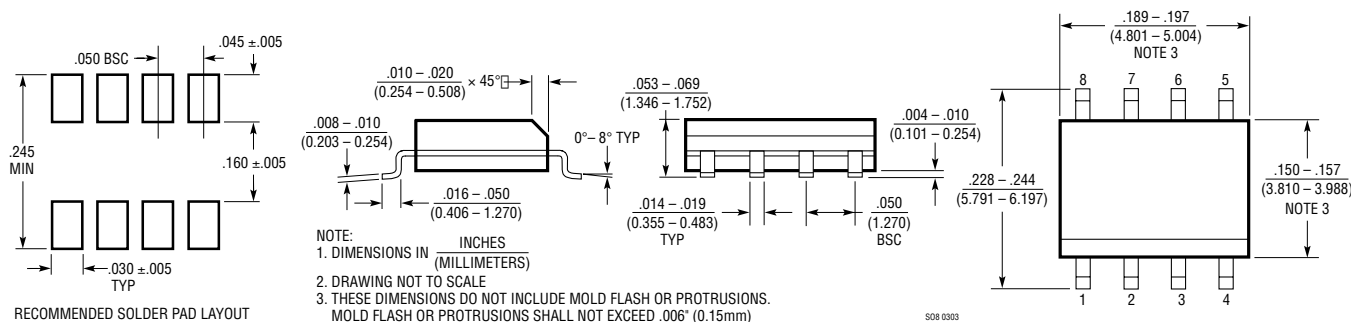 .050 BSC
.045 ±.005
.245
MIN
.160 ±.005
.030 ±.005
TYP
RECOMMENDED SOLDER PAD LAYOUT
.010 – .020
(0.254 – 0.508)
× 45°
.008 – .010
(0.203 – 0.254)
0°– 8° TYP
.016 – .050
(0.406 – 1.270)
.053 – .069
(1.346 – 1.752)
.004 – .010
(0.101 – 0.254)
.014 – .019
(0.355 – 0.483)
TYP
.050
(1.270)
BSC
NOTE:
1. DIMENSIONS IN INCHES
(MILLIMETERS)
2. DRAWING NOT TO SCALE
3. THESE DIMENSIONS DO NOT INCLUDE MOLD FLASH OR PROTRUSIONS.
MOLD FLASH OR PROTRUSIONS SHALL NOT EXCEED .006" (0.15mm)
.189 – .197
(4.801 – 5.004)
NOTE 3
8 7 6 5
.228 – .244
(5.791 – 6.197)
.150 – .157
(3.810 – 3.988)
NOTE 3
1 2 3 4
SO8 0303